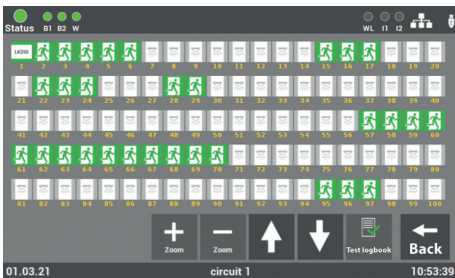 Status B1 B2 W WL I1 I2
LK250
1 2 3 4 5 6 7 8 9 10 11 12 13 14 15 16 17 18 19 20
21 22 23 24 25 26 27 28 29 30 31 32 33 34 35 36 37 38 39 40
41 42 43 44 45 46 47 48 49 50 51 52 53 54 55 56 57 58 59 60
61 62 63 64 65 66 67 68 69 70 71 72 73 74 75 76 77 78 79 80
81 82 83 84 85 86 87 88 89 90 91 92 93 94 95 96 97 98 99 100
Zoom Zoom Test logbook Back
01.03.21 circuit 1 10:53:39